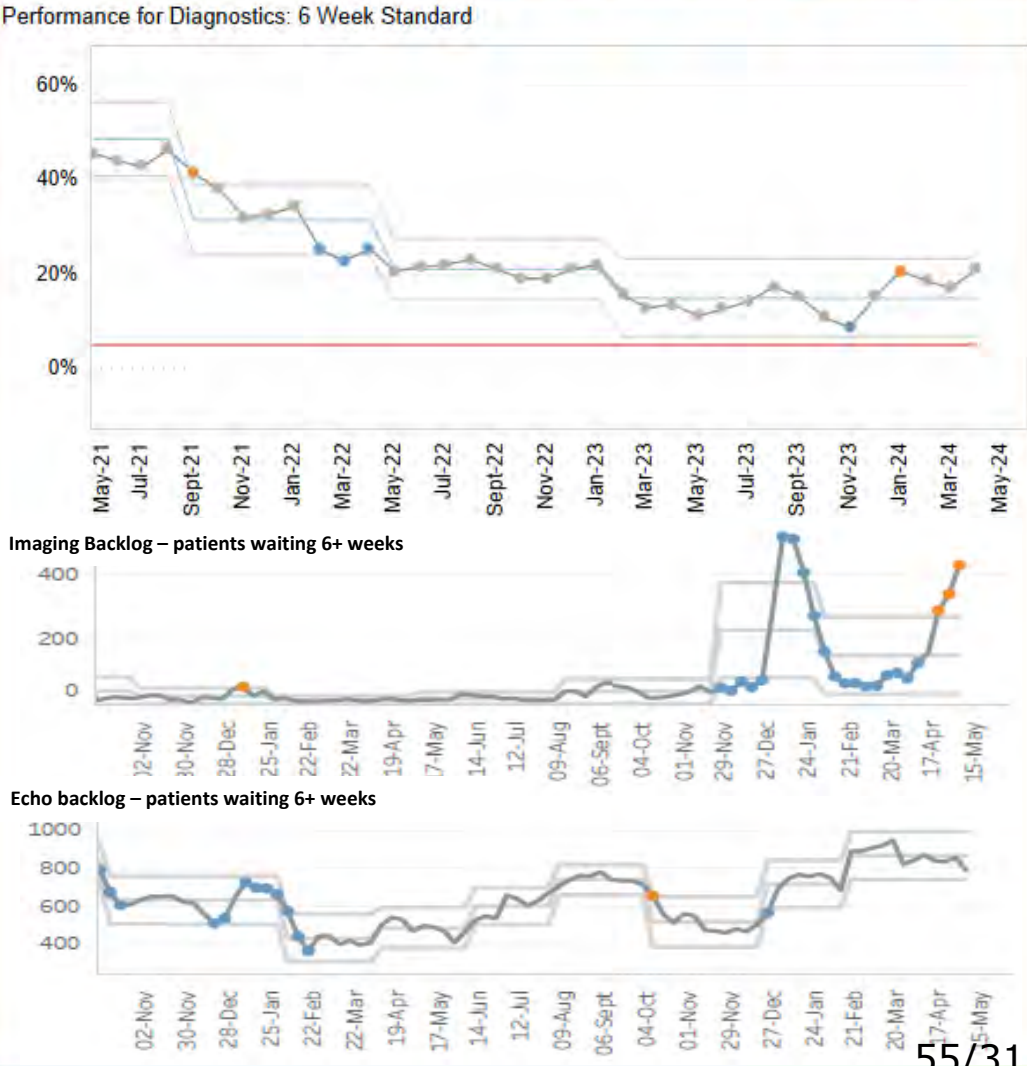 Performance for Diagnostics: 6 Week Standard
60%
40%
20%
0%
May-21 Jul-21 Sept-21 Nov-21 Jan-22 Mar-22 May-22 Jul-22 Sept-22 Nov-22 Jan-23 Mar-23 May-23 Jul-23 Sept-23 Nov-23 Jan-24 Mar-24 May-24
Imaging Backlog – patients waiting 6+ weeks
400
200
0
02-Nov 30-Nov 28-Dec 25-Jan 22-Feb 22-Mar 19-Apr 17-May 14-Jun 12-Jul 09-Aug 06-Sept 04-Oct 01-Nov 29-Nov 27-Dec 24-Jan 21-Feb 20-Mar 17-Apr 15-May
Echo backlog – patients waiting 6+ weeks
1000
800
600
400
02-Nov 30-Nov 28-Dec 25-Jan 22-Feb 22-Mar 19-Apr 17-May 14-Jun 12-Jul 09-Aug 06-Sept 04-Oct 01-Nov 29-Nov 27-Dec 24-Jan 21-Feb 20-Mar 17-Apr 15-May
55/31